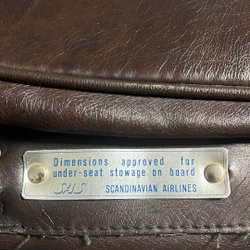 Dimensions approved for
under-seat stowage on board
SAS SCANDINAVIAN AIRLINES